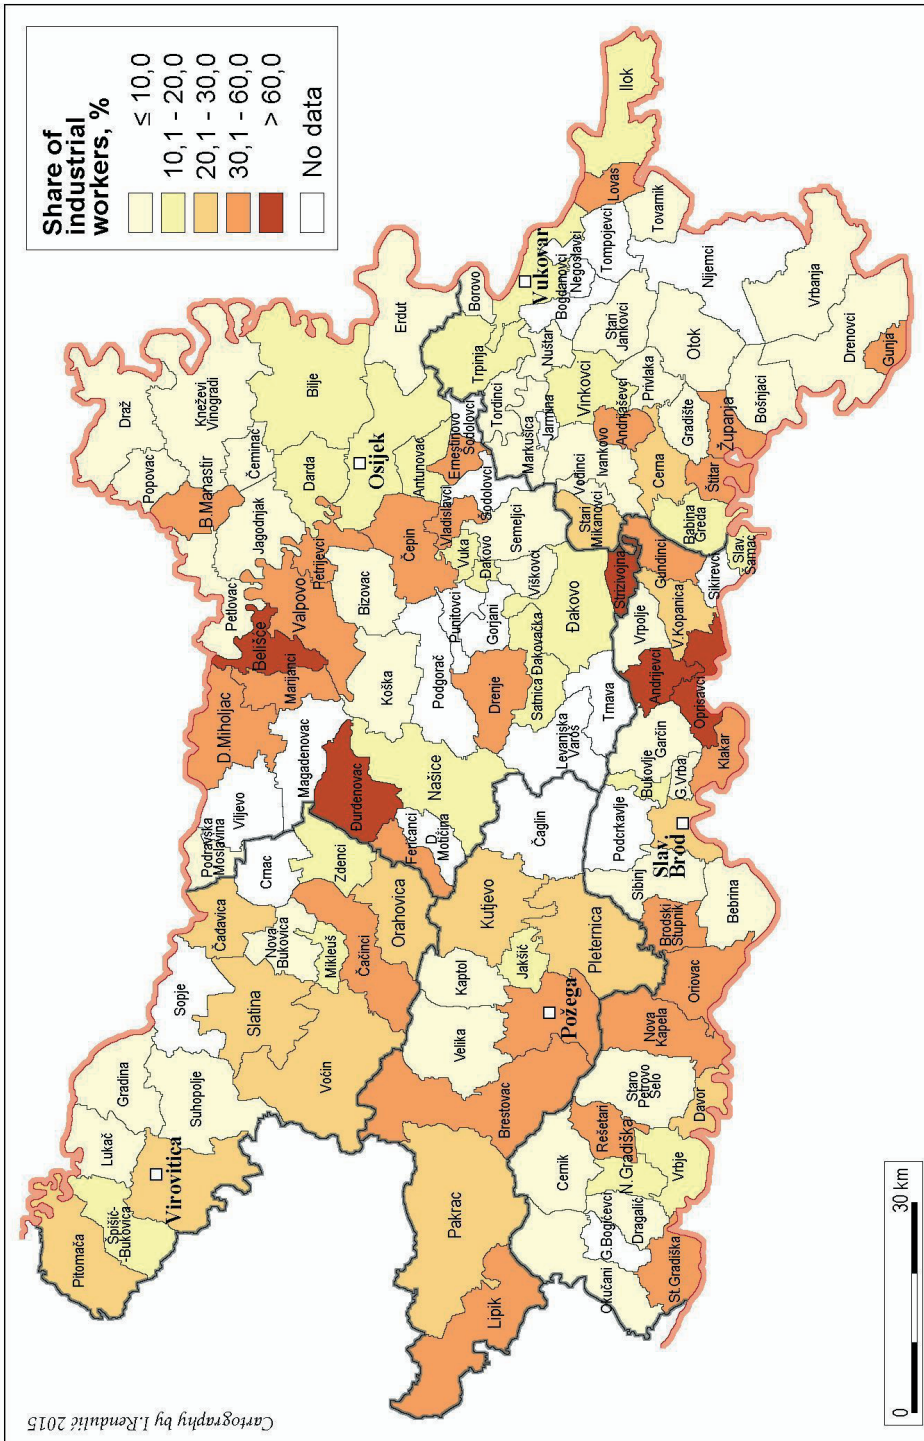 Share of
industrial
workers, %
≤ 10,0
10,1 - 20,0
20,1 - 30,0
30,1 - 60,0
> 60,0
No data
Pitomača
Spišić-
-Bukovica
Virovitica
Lukač
Gradina
Suhopolje
Sopje
Slatina
Voćin
Čađavica
Nova
Bukovica
Mikleuš
Čačinci
Orahovica
Crnac
Zdenci
Podravska
Moslavina
Viljevo
D.Miholjac
Magadenovac
Marijanci
Belišće
Valpovo
Petrijevci
Petlovac
Jagodnjak
B.Manastir
Popovac
Draž
Kneževi
Vinogradi
Čeminac
Darda
Bilje
Osijek
Erdut
Antunovac
Ernestinovo
Šodolovci
Šodolovci
Čepin
Vladislavci
Vuka
Đakovo
Bizovac
Koška
Podgorač
Punitovci
Gorjani
Drenje
Semeljci
Viškovci
Satnica Đakovačka
Đakovo
Strizivojna
Levanjska
Varoš
Trnava
Našice
Đurđenovac
Feričanci
D.
Motičina
Pakrac
Lipik
Brestovac
Velika
Kaptol
Požega
Jakšić
Kutjevo
Pleternica
Čaglin
Okučani
St.Gradiška
G.Bogićevci
Dragalić
Cernik
N.Gradiška
Rešetari
Vrbje
Staro
Petrovo
Selo
Davor
Nova
Kapela
Oriovac
Brodski
Stupnik
Bebrina
Sibinj
Slav.
Brod
Podcrkavlje
Bukovlje
G.Vrba
Garčin
Klakar
Oprisavci
Andrijevci
Vrpolje
V.Kopanica
Gundinci
Sikirevci
Slav.
Šamac
Babina
Greda
Štitar
Županja
Cerna
Gradište
Bošnjaci
Stari
Mikanovci
Vođinci
Ivankovo
Andrijaševci
Privlaka
Otok
Vinkovci
Jarmina
Markušica
Tordinci
Nuštar
Stari
Jankovci
Trpinja
Borovo
Vukovar
Bogdanovci
Negoslavci
Tompojevci
Lovas
Ilok
Tovarnik
Nijemci
Vrbanja
Drenovci
Gunja
0
30 km
Cartography by I.Rendulić 2015